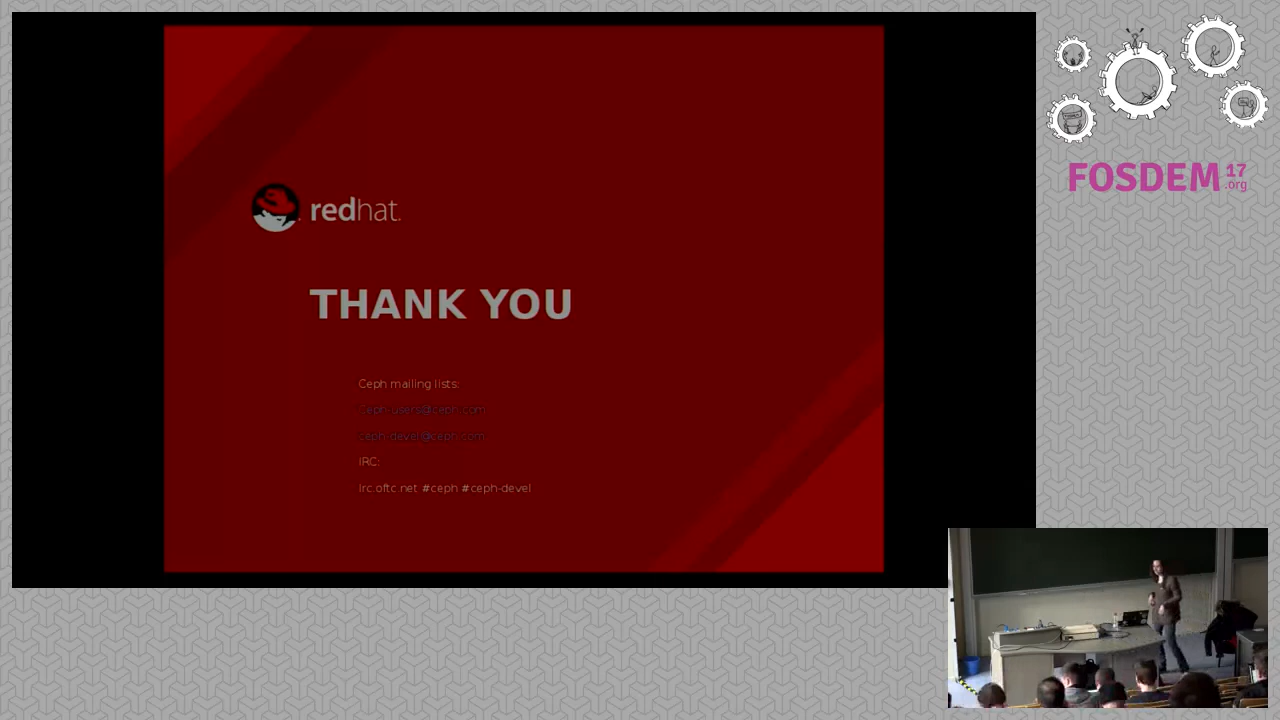 redhat.
THANK YOU
Ceph mailing lists:
Ceph-users@ceph.com
ceph-devel@ceph.com
IRC:
Irc.oftc.net #ceph #ceph-devel
FOSDEM 17
.org